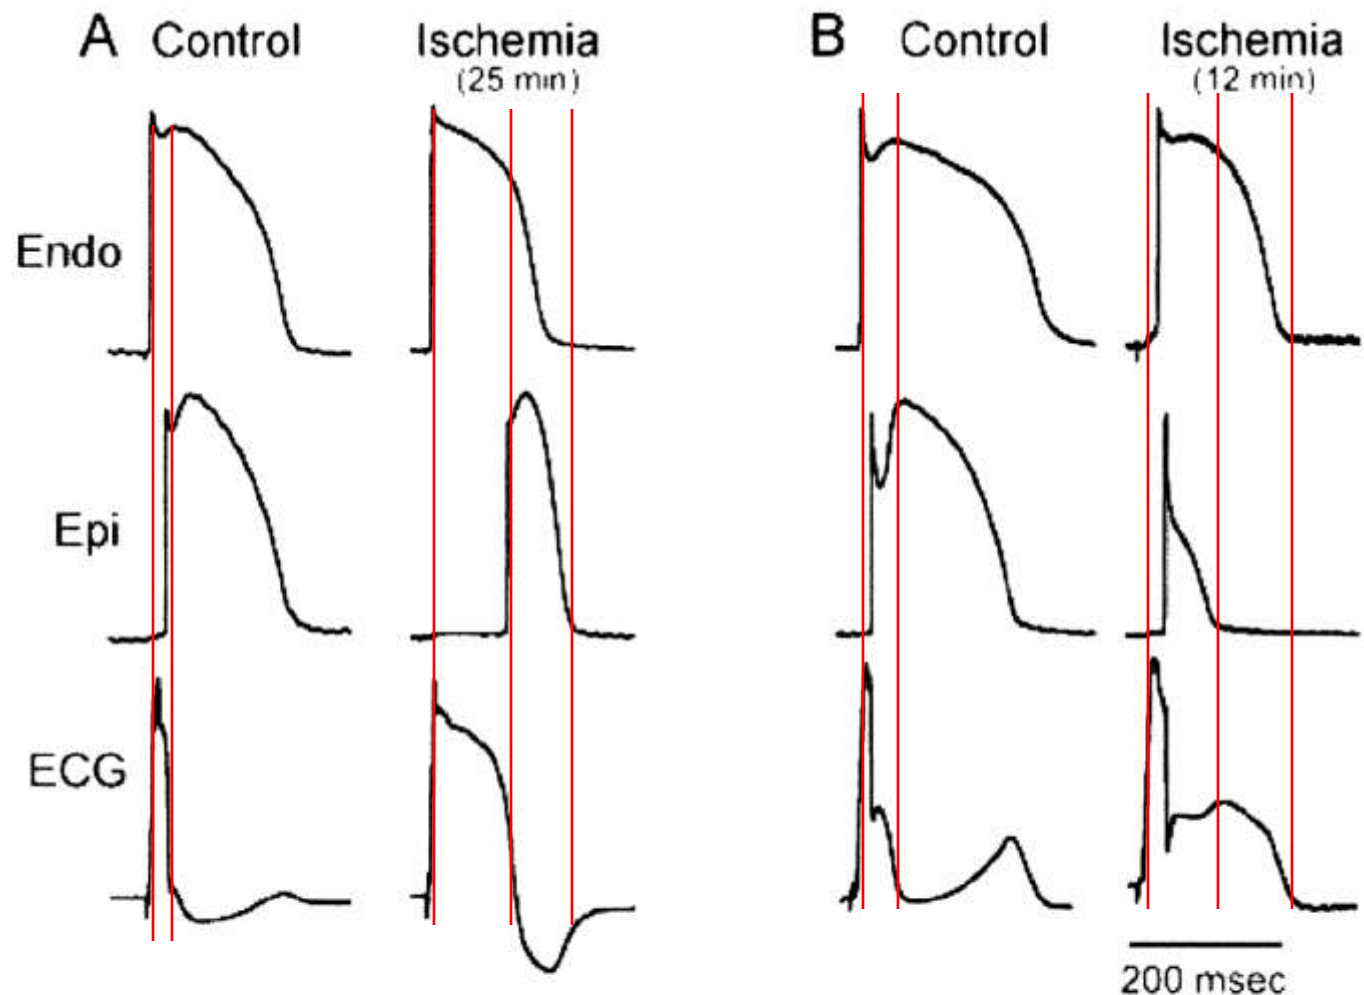 A Control Ischemia
(25 min)
B Control Ischemia
(12 min)
Endo
Epi
ECG
200 msec